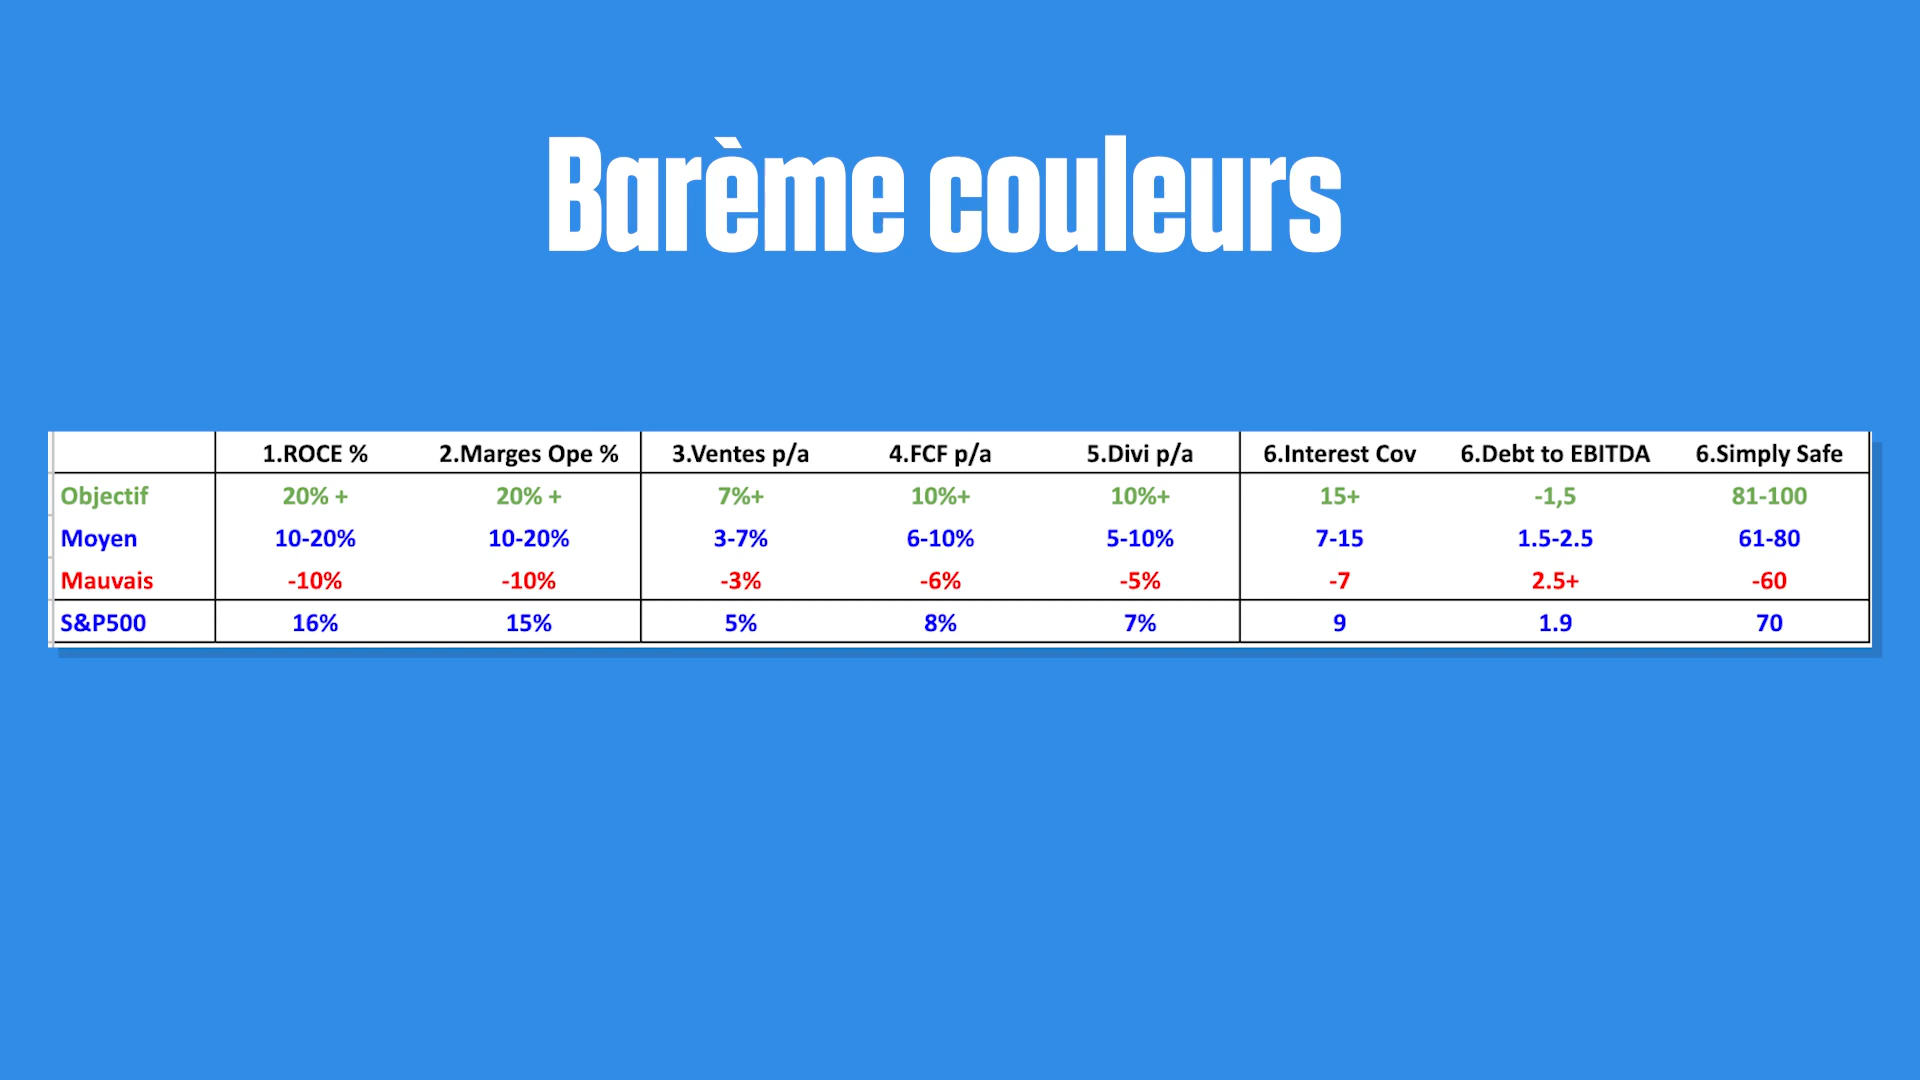 Barème couleurs
1.ROCE % 2.Marges Ope % 3.Ventes p/a 4.FCF p/a 5.Divi p/a 6.Interest Cov 6.Debt to EBITDA 6.Simply Safe
Objectif 20% + 20% + 7%+ 10%+ 10%+ 15+ -1,5 81-100
Moyen 10-20% 10-20% 3-7% 6-10% 5-10% 7-15 1.5-2.5 61-80
Mauvais -10% -10% -3% -6% -5% -7 2.5+ -60
S&P500 16% 15% 5% 8% 7% 9 1.9 70